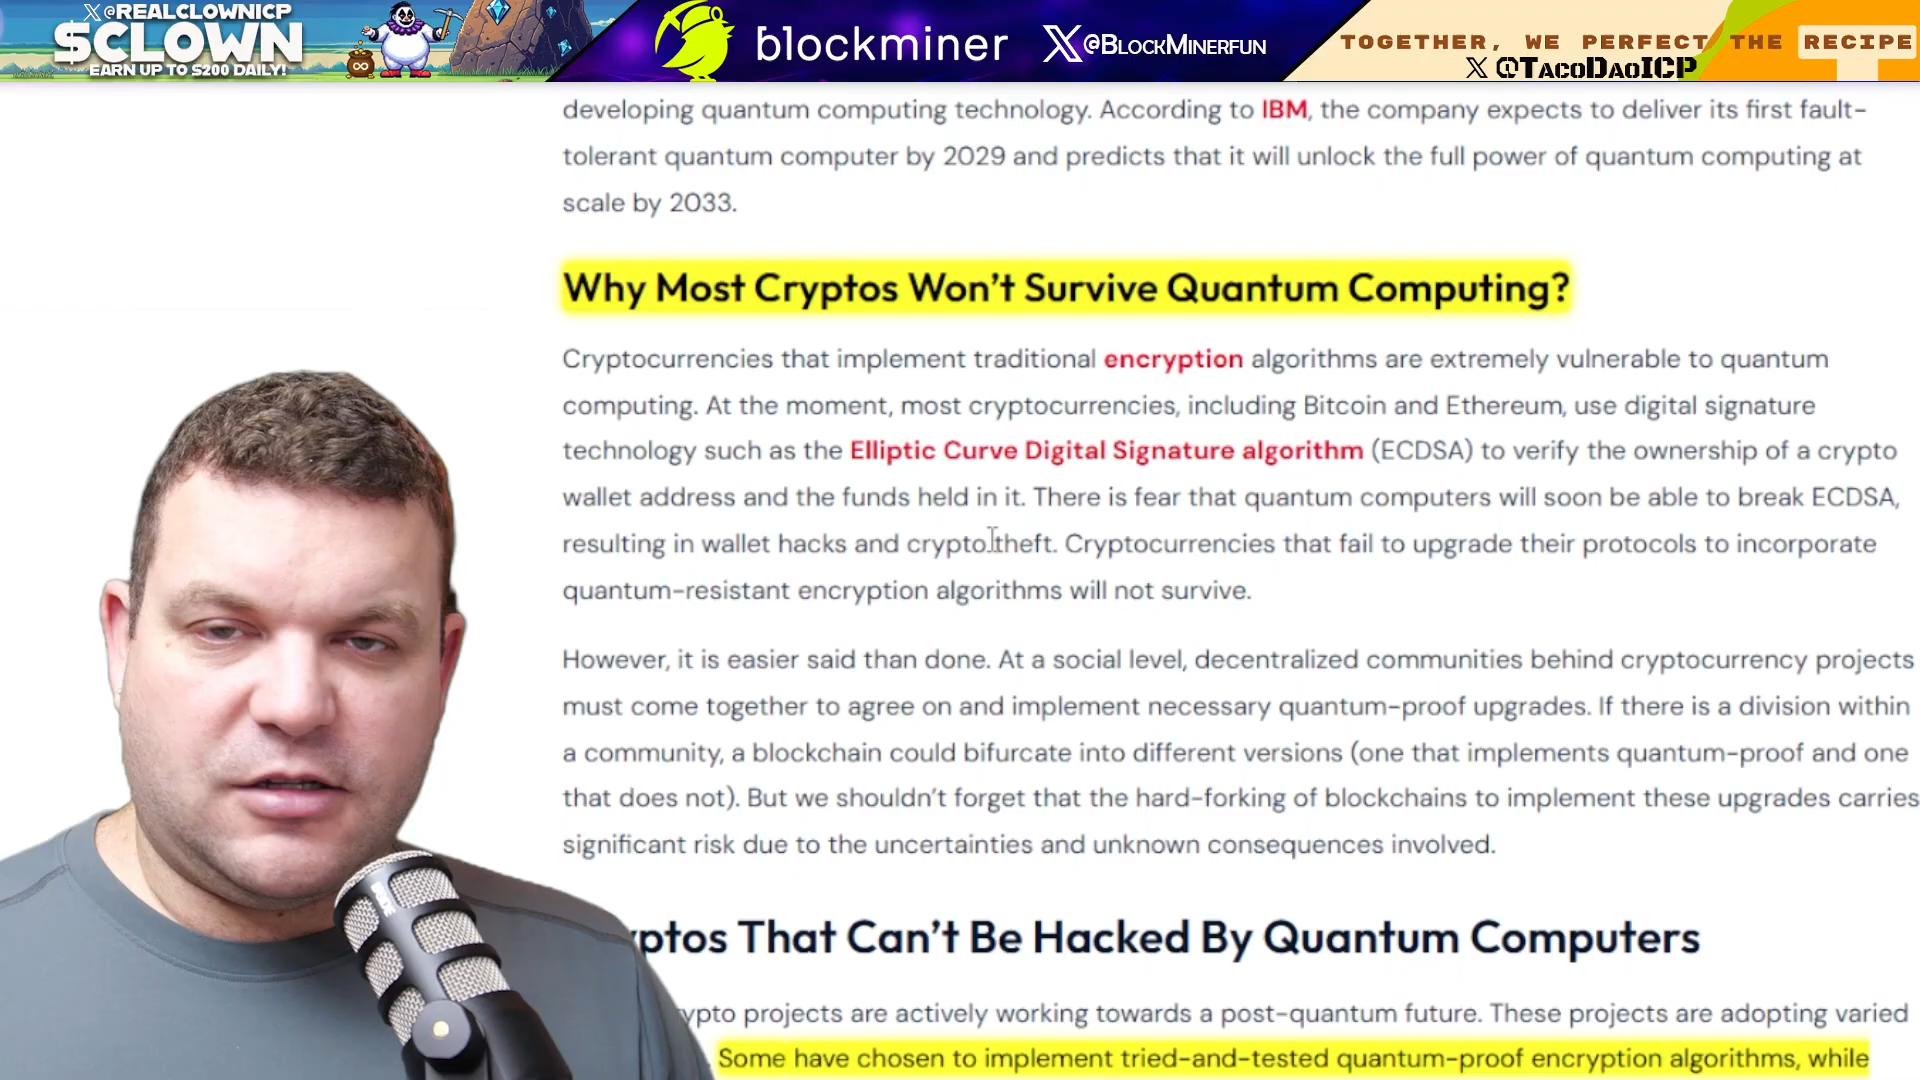 X@REALCLOWNICP
$CLOWN
EARN UP TO $200 DAILY!
blockminer
X@BLOCKMINERFUN
TOGETHER, WE PERFECT THE RECIPE
X @TACODAOICP
developing quantum computing technology. According to IBM, the company expects to deliver its first fault-
tolerant quantum computer by 2029 and predicts that it will unlock the full power of quantum computing at
scale by 2033.
Why Most Cryptos Won't Survive Quantum Computing?
Cryptocurrencies that implement traditional encryption algorithms are extremely vulnerable to quantum
computing. At the moment, most cryptocurrencies, including Bitcoin and Ethereum, use digital signature
technology such as the Elliptic Curve Digital Signature algorithm (ECDSA) to verify the ownership of a crypto
wallet address and the funds held in it. There is fear that quantum computers will soon be able to break ECDSA,
resulting in wallet hacks and crypto theft. Cryptocurrencies that fail to upgrade their protocols to incorporate
quantum-resistant encryption algorithms will not survive.
However, it is easier said than done. At a social level, decentralized communities behind cryptocurrency projects
must come together to agree on and implement necessary quantum-proof upgrades. If there is a division within
a community, a blockchain could bifurcate into different versions (one that implements quantum-proof and one
that does not). But we shouldn't forget that the hard-forking of blockchains to implement these upgrades carries
significant risk due to the uncertainties and unknown consequences involved.
yptos That Can't Be Hacked By Quantum Computers
ypto projects are actively working towards a post-quantum future. These projects are adopting varied
Some have chosen to implement tried-and-tested quantum-proof encryption algorithms, while